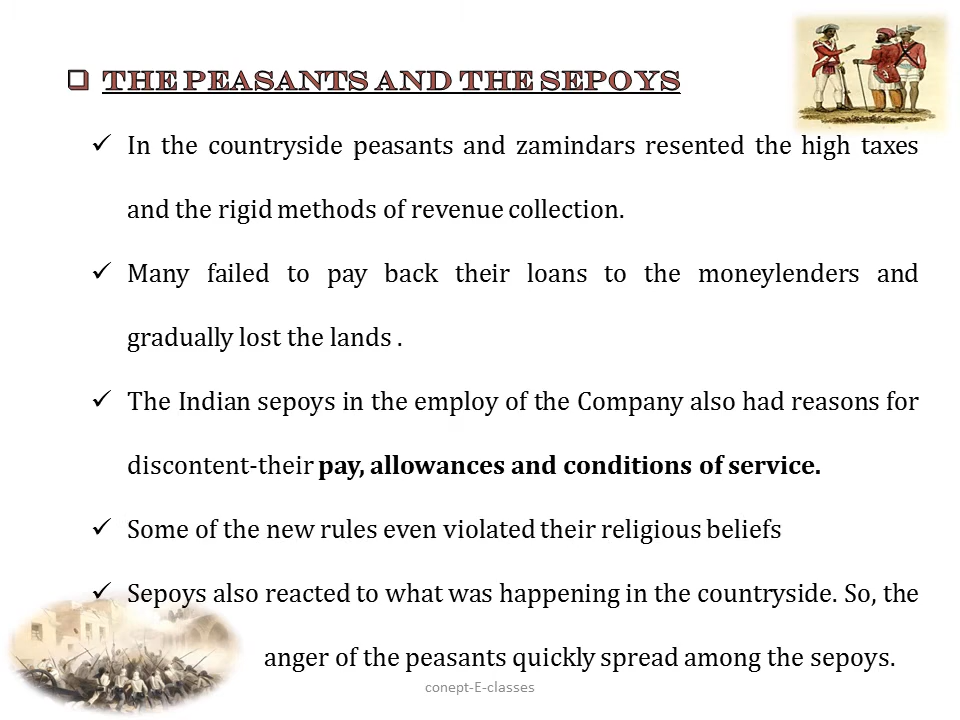 ❑ THE PEASANTS AND THE SEPOYS
✓ In the countryside peasants and zamindars resented the high taxes
and the rigid methods of revenue collection.
✓ Many failed to pay back their loans to the moneylenders and
gradually lost the lands .
✓ The Indian sepoys in the employ of the Company also had reasons for
discontent-their pay, allowances and conditions of service.
✓ Some of the new rules even violated their religious beliefs
✓ Sepoys also reacted to what was happening in the countryside. So, the
anger of the peasants quickly spread among the sepoys.
conept-E-classes